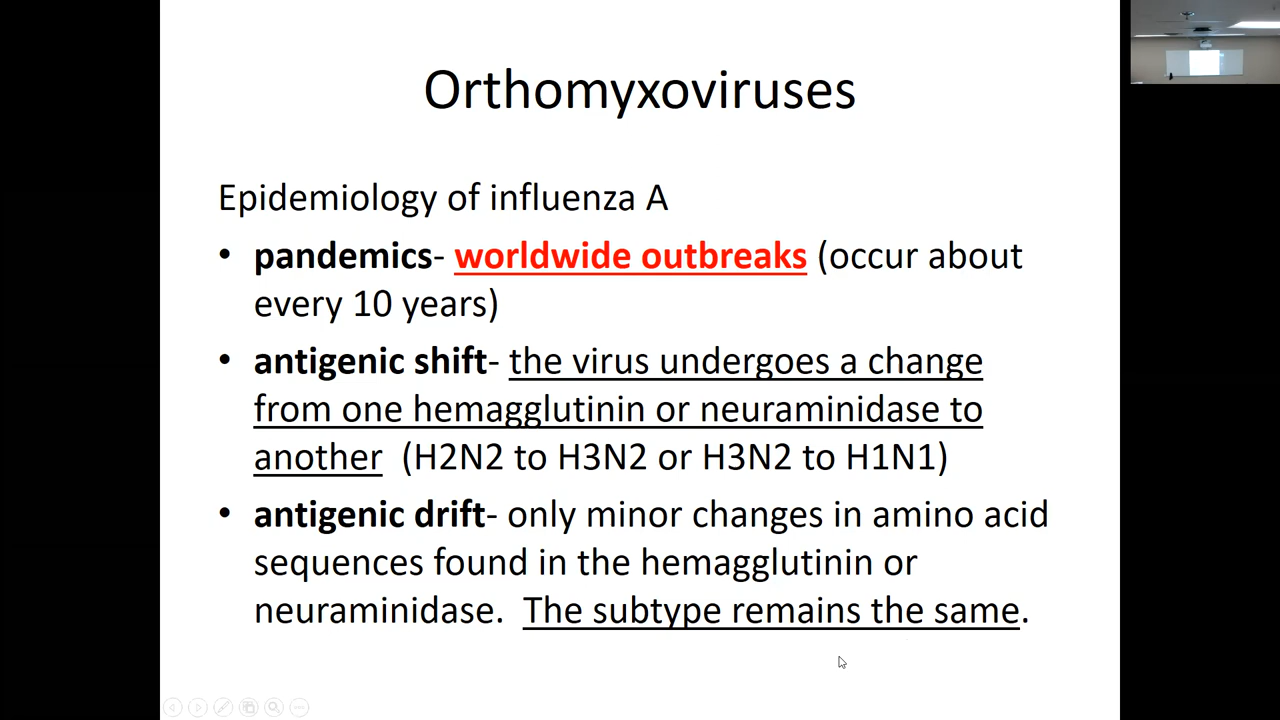 Orthomyxoviruses
Epidemiology of influenza A
• pandemics- worldwide outbreaks (occur about
every 10 years)
• antigenic shift- the virus undergoes a change
from one hemagglutinin or neuraminidase to
another (H2N2 to H3N2 or H3N2 to H1N1)
• antigenic drift- only minor changes in amino acid
sequences found in the hemagglutinin or
neuraminidase. The subtype remains the same.